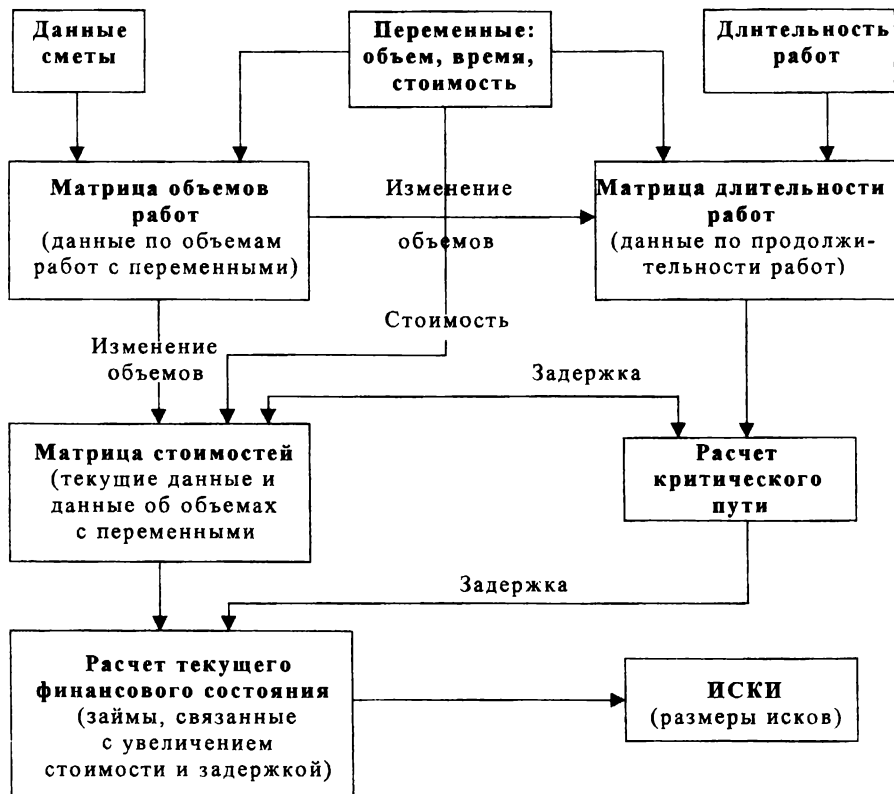 Данные
сметы
Переменные:
объем, время,
стоимость
Длнтельность
работ
Матрица объемов
работ
(данные по объемам
работ с переменными)
Изменение
объемов
Матрица длительности
работ
(данные по продолжи-
тельности работ)
Стоимость
Изменение
объемов
Задержка
Матрица стоимостей
(текущие данные и
данные об объемах
с переменными
Расчет
критического
пути
Задержка
Расчет текущего
финансового состояния
(займы, связанные
с увеличением
стоимости и задержкой)
ИСКИ
(размеры исков)